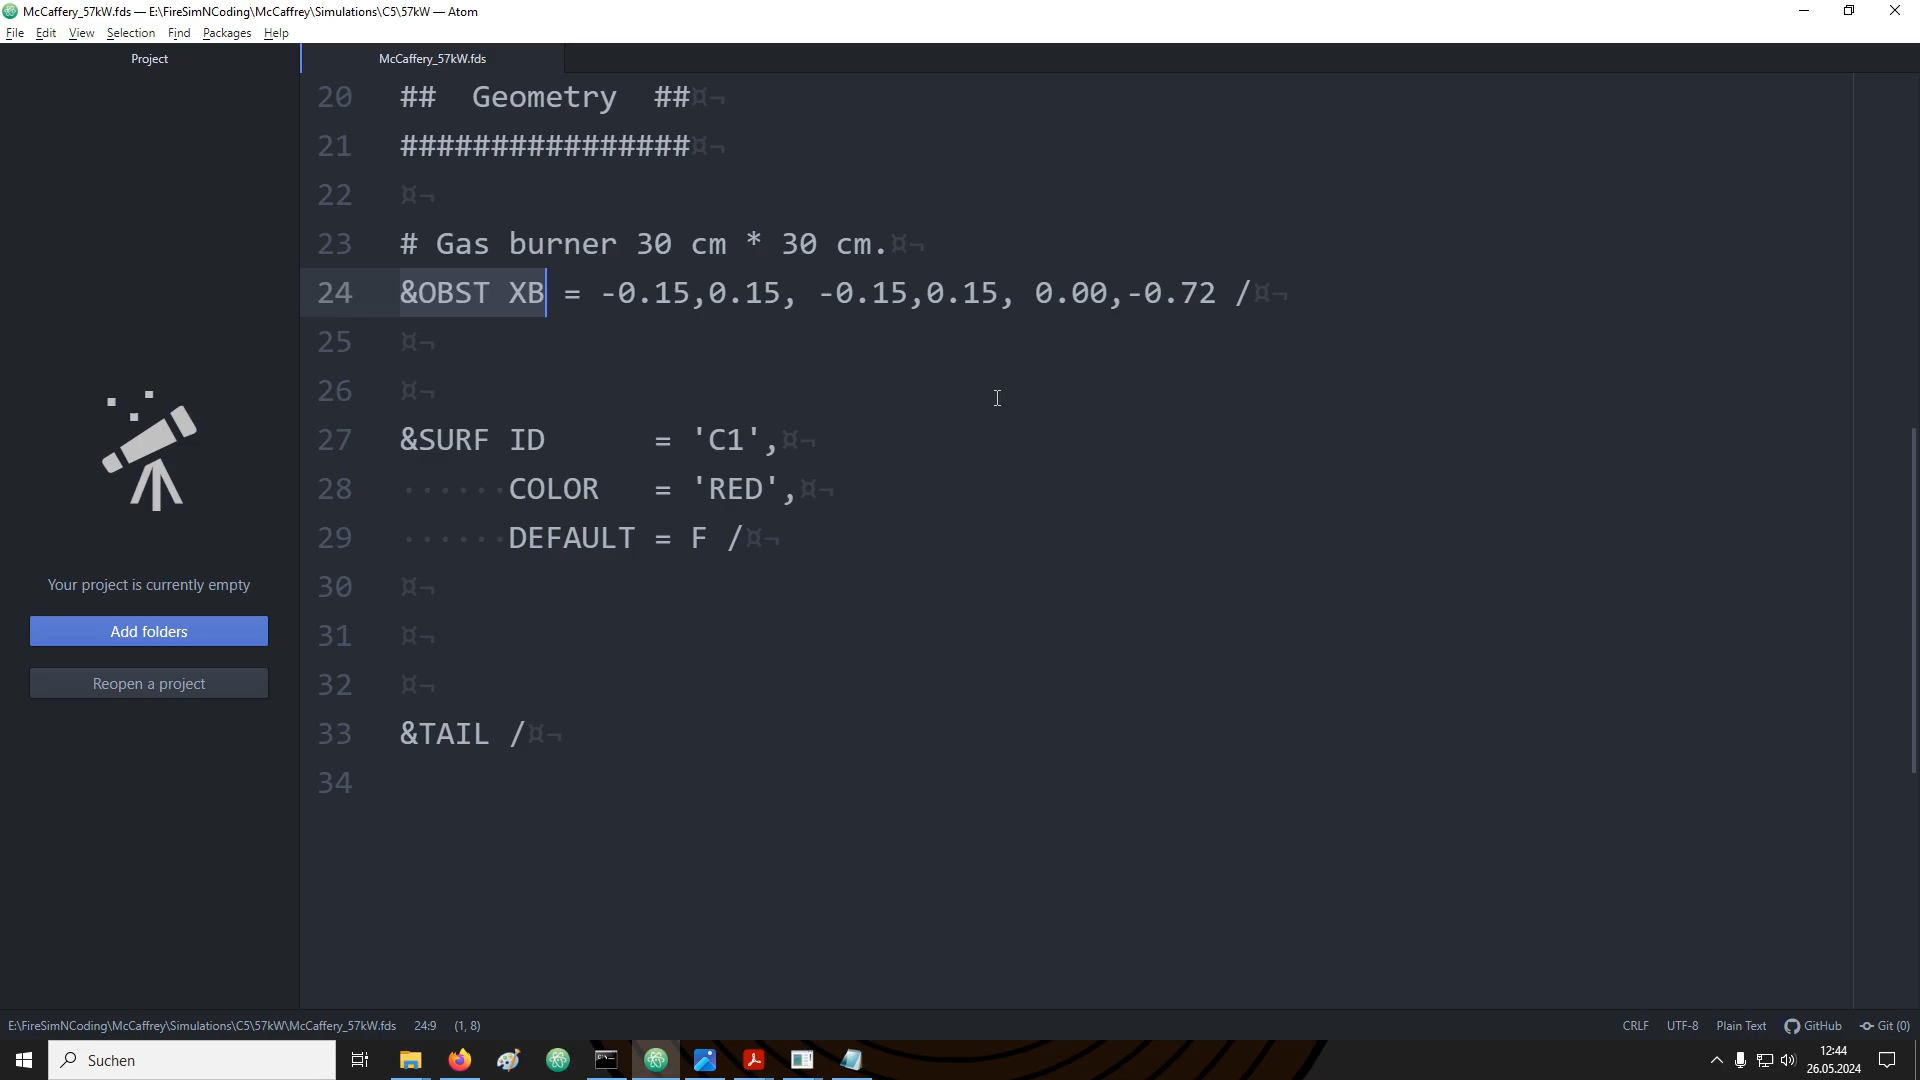 McCaffery_57kW.fds — E:\FireSimNCoding\McCaffrey\Simulations\C5\57kW — Atom
File Edit View Selection Find Packages Help
Project
McCaffery_57kW.fds
20 ##  Geometry  ##¤¬
21 ################¤¬
22 ¤¬
23 # Gas burner 30 cm * 30 cm.¤¬
24 &OBST XB = -0.15,0.15, -0.15,0.15, 0.00,-0.72 /¤¬
25 ¤¬
26 ¤¬
27 &SURF ID      = 'C1',¤¬
28 ······COLOR   = 'RED',¤¬
29 ······DEFAULT = F /¤¬
30 ¤¬
31 ¤¬
32 ¤¬
33 &TAIL /¤¬
34
Your project is currently empty
Add folders
Reopen a project
E:\FireSimNCoding\McCaffrey\Simulations\C5\57kW\McCaffery_57kW.fds 24:9 (1, 8)
CRLF UTF-8 Plain Text GitHub Git (0)
Suchen
12:44
26.05.2024